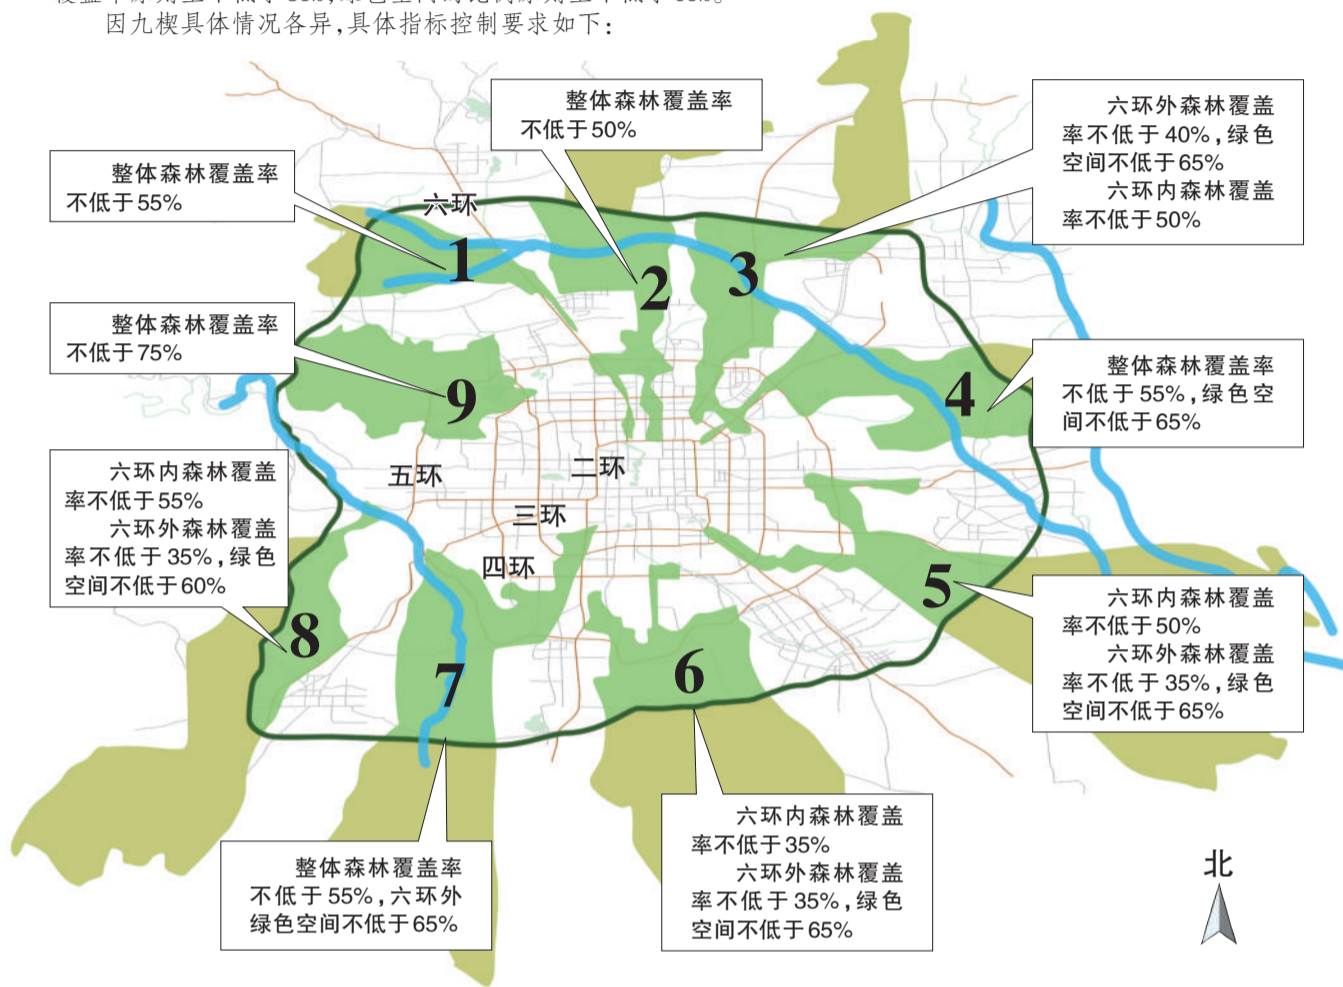 因九楔具体情况各异,具体指标控制要求如下:
整体森林覆盖率
不低于50%
六环外森林覆盖
率不低于40%,绿色
空间不低于65%
六环内森林覆盖
率不低于50%
整体森林覆盖率
不低于55%
六环
1
2
3
整体森林覆盖率
不低于75%
9
4
整体森林覆盖率
不低于55%,绿色空
间不低于65%
五环
二环
三环
四环
六环内森林覆盖
率不低于55%
六环外森林覆盖
率不低于35%,绿色
空间不低于60%
8
7
6
5
六环内森林覆盖
率不低于50%
六环外森林覆盖
率不低于35%,绿色
空间不低于65%
整体森林覆盖率
不低于55%,六环外
绿色空间不低于65%
六环内森林覆盖
率不低于35%
六环外森林覆盖
率不低于35%,绿色
空间不低于65%
北